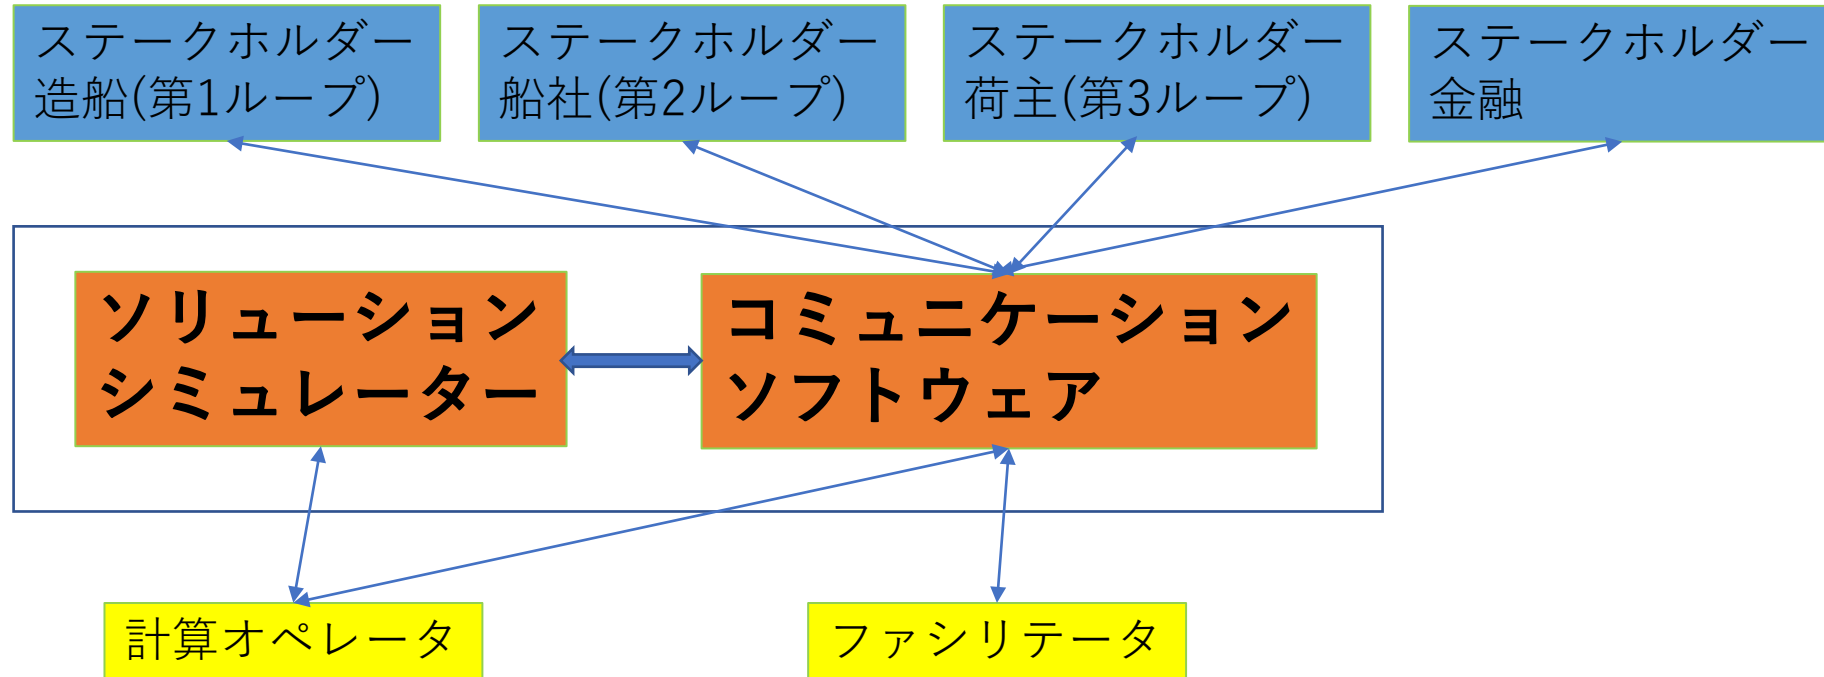 ステークホルダー
造船(第1ループ)
ステークホルダー
船社(第2ループ)
ステークホルダー
荷主(第3ループ)
ステークホルダー
金融
ソリューション
シミュレーター
コミュニケーション
ソフトウェア
計算オペレータ
ファシリテータ